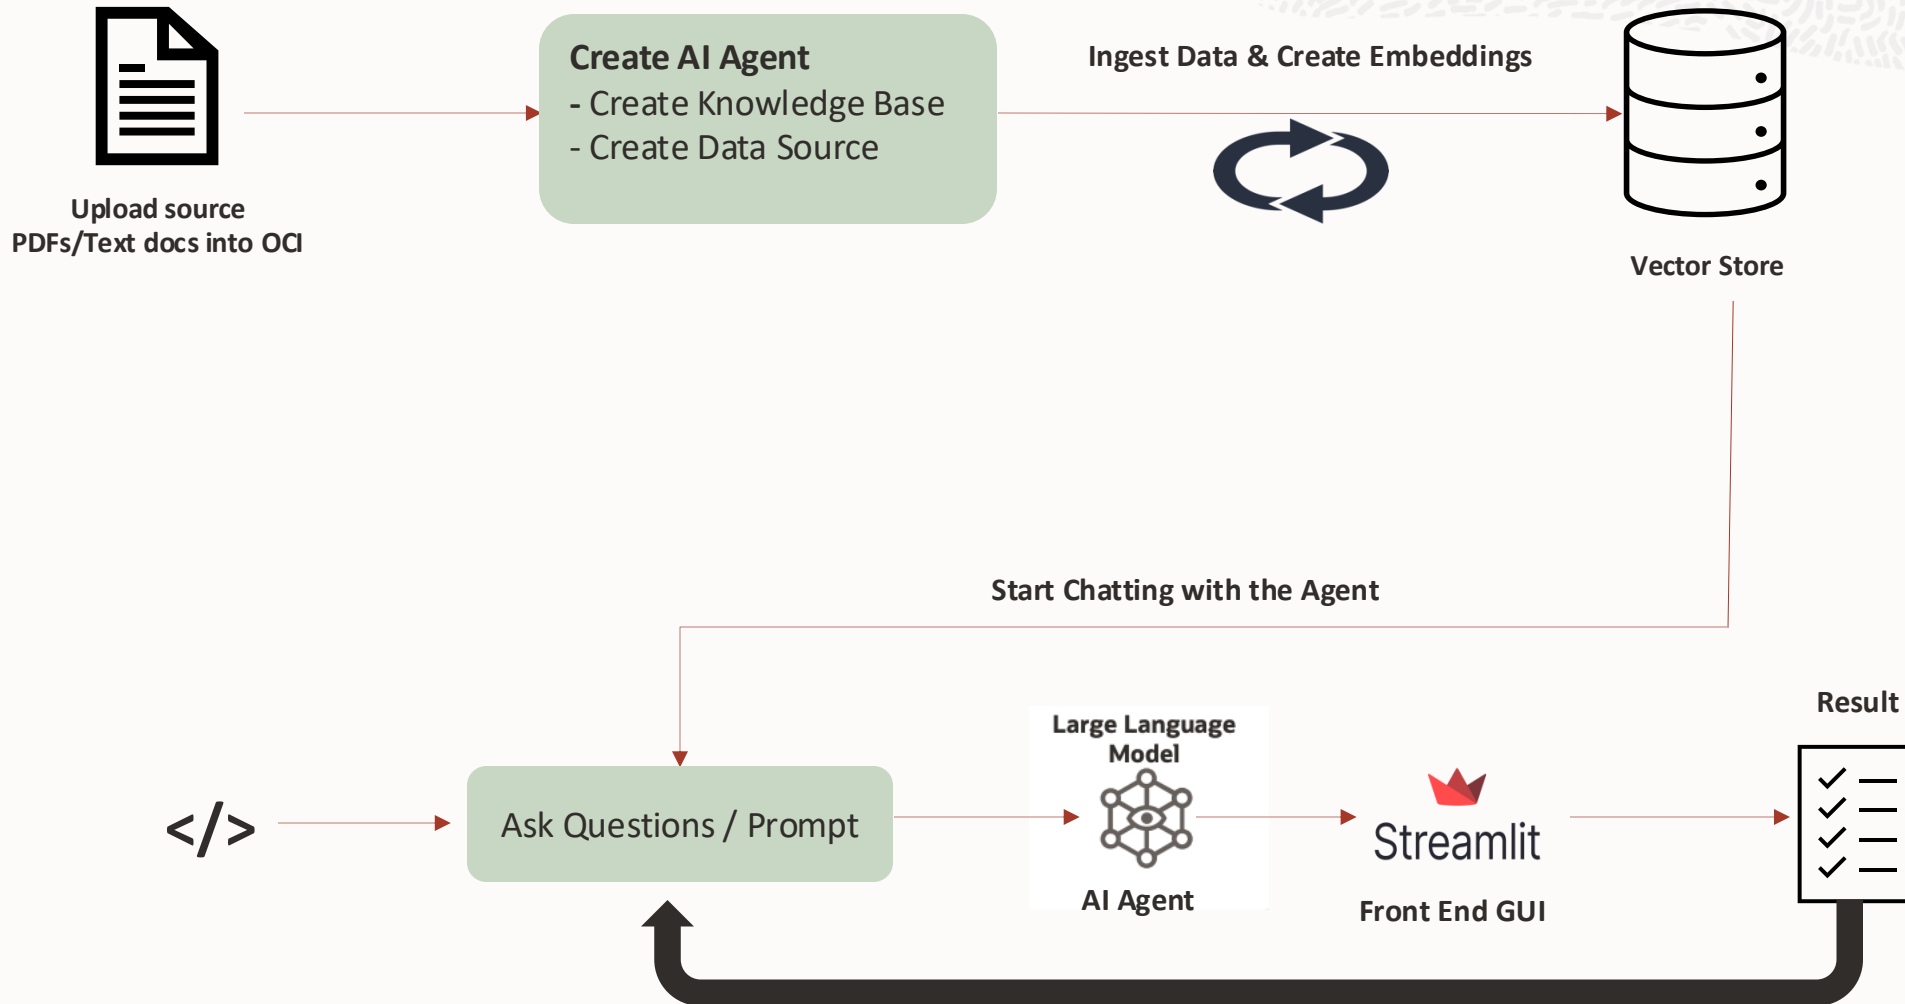 Upload source
PDFs/Text docs into OCI
Create AI Agent
- Create Knowledge Base
- Create Data Source
Ingest Data & Create Embeddings
Vector Store
Start Chatting with the Agent
</>
Ask Questions / Prompt
Large Language
Model
AI Agent
Streamlit
Front End GUI
Result